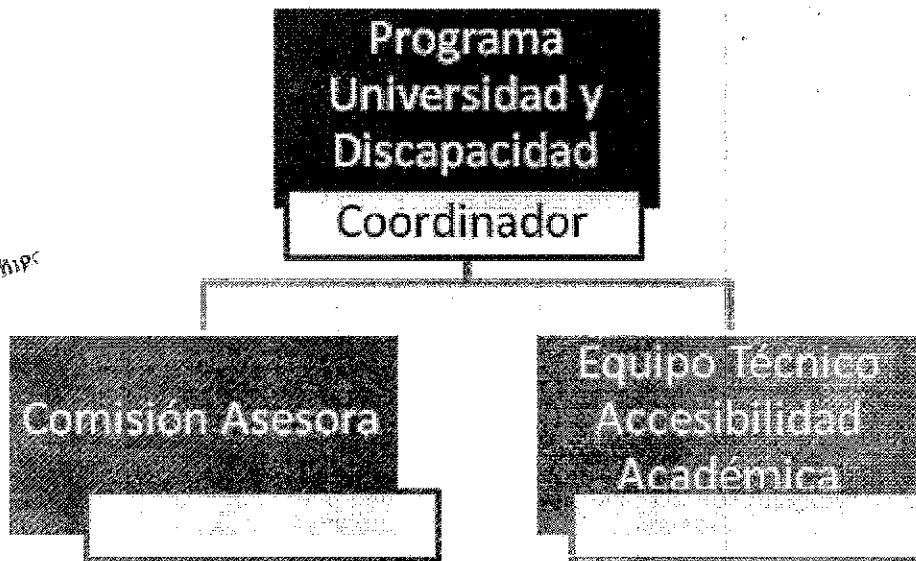 Programa
Universidad y
Discapacidad
Coordinador
Comisión Asesora
Equipo Técnico
Accesibilidad
Académica